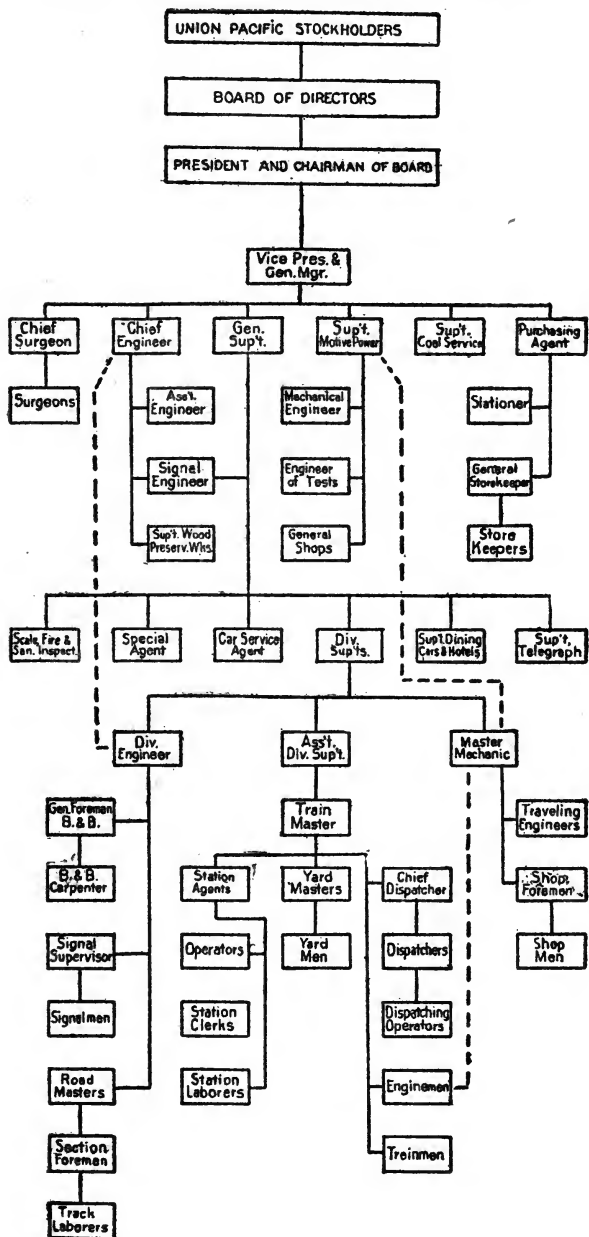 UNION PACIFIC STOCKHOLDERS
BOARD OF DIRECTORS
PRESIDENT AND CHAIRMAN OF BOARD
Vice Pres. &
Gen. Mgr.
Chief
Surgeon
Chief
Engineer
Gen.
Sup't.
Sup't.
Motive Power
Sup't.
Coal Service
Purchasing
Agent
Surgeons
Ass't.
Engineer
Mechanical
Engineer
Stationer
Signal
Engineer
Engineer
of Tests
General
Storekeeper
Sup't. Wood
Preserv. Wks.
General
Shops
Store
Keepers
Scale, Fire &
San. Inspect.
Special
Agent
Car Service
Agent
Div.
Sup'ts.
Sup't. Dining
Cars & Hotels
Sup't.
Telegraph
Div.
Engineer
Ass't.
Div. Sup't.
Master
Mechanic
Gen. Foreman
B. & B.
Train
Master
Traveling
Engineers
B. & B.
Carpenter
Station
Agents
Yard
Masters
Chief
Dispatcher
Shop
Foremen
Signal
Supervisor
Operators
Yard
Men
Dispatchers
Shop
Men
Signalmen
Station
Clerks
Dispatching
Operators
Road
Masters
Station
Laborers
Enginemen
Section
Foremen
Trainmen
Track
Laborers